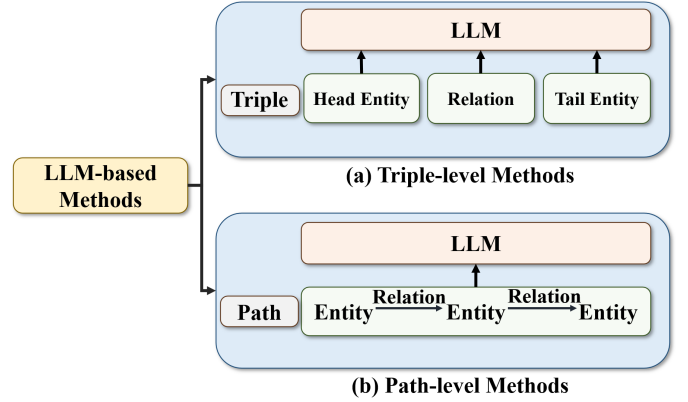 LLM
Triple
Head Entity
Relation
Tail Entity
(a) Triple-level Methods
LLM-based
Methods
LLM
Path
Entity Relation Entity Relation Entity
(b) Path-level Methods